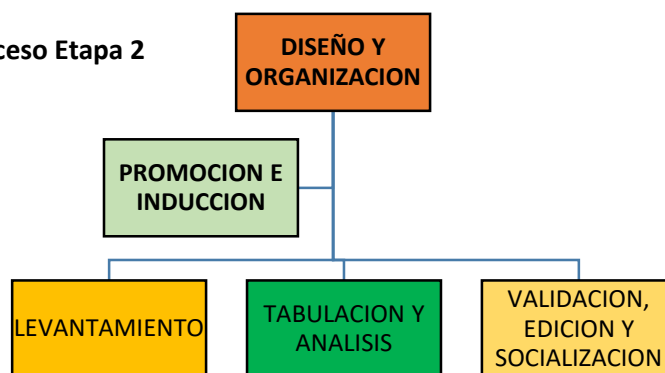 ceso Etapa 2
DISEÑO Y
ORGANIZACION
PROMOCION E
INDUCCION
LEVANTAMIENTO
TABULACION Y
ANALISIS
VALIDACION,
EDICION Y
SOCIALIZACION